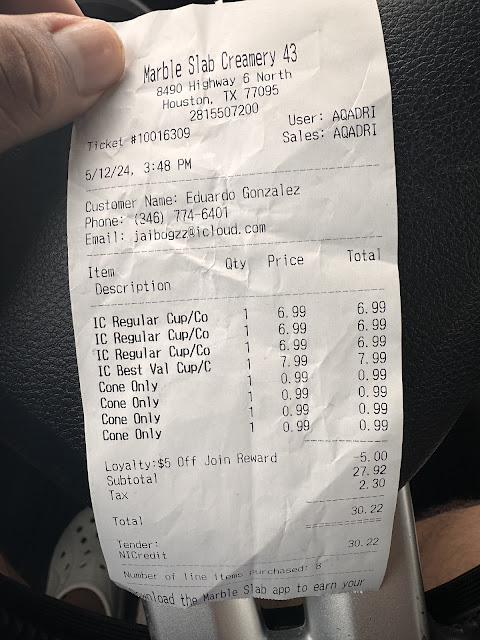 Marble Slab Creamery 43
8490 Highway 6 North
Houston, TX 77095
2815507200
Ticket #10016309 User: AQADRI
Sales: AQADRI
5/12/24, 3:48 PM
Customer Name: Eduardo Gonzalez
Phone: (346) 774-6401
Email: jaibogzz@icloud.com
Item Qty Price Total
Description
IC Regular Cup/Co 1 6.99 6.99
IC Regular Cup/Co 1 6.99 6.99
IC Regular Cup/Co 1 6.99 6.99
IC Best Val Cup/C 1 7.99 7.99
Cone Only 1 0.99 0.99
Cone Only 1 0.99 0.99
Cone Only 1 0.99 0.99
Cone Only 1 0.99 0.99
Loyalty:$5 Off Join Reward -5.00
Subtotal 27.92
Tax 2.30
Total 30.22
Tender:
NICredit 30.22
Number of line items purchased: 8
Download the Marble Slab app to earn your